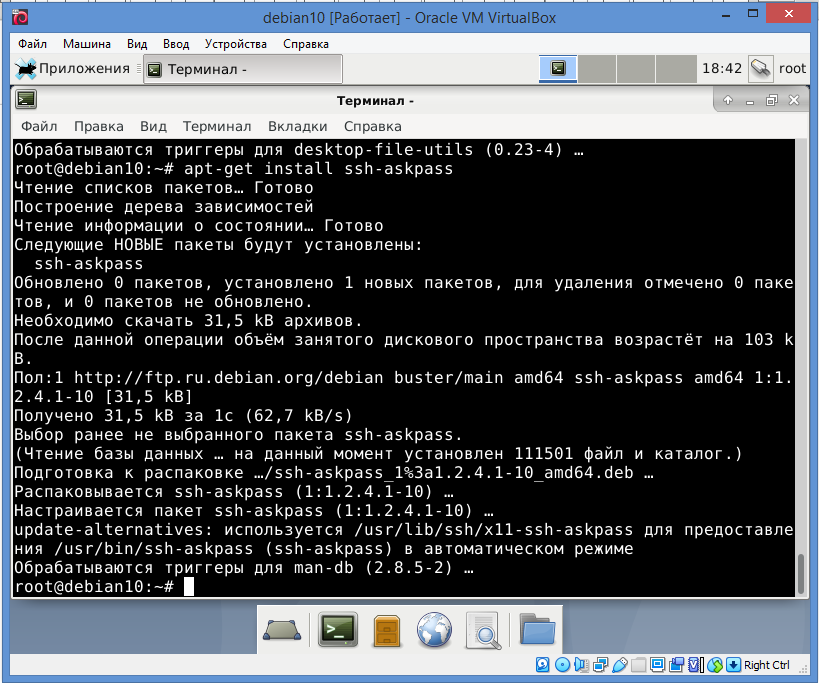 debian10 [Работает] - Oracle VM VirtualBox
Файл Машина Вид Ввод Устройства Справка
Приложения Терминал - 18:42 root
Терминал -
Файл Правка Вид Терминал Вкладки Справка
Обрабатываются триггеры для desktop-file-utils (0.23-4) …
root@debian10:~# apt-get install ssh-askpass
Чтение списков пакетов… Готово
Построение дерева зависимостей
Чтение информации о состоянии… Готово
Следующие НОВЫЕ пакеты будут установлены:
ssh-askpass
Обновлено 0 пакетов, установлено 1 новых пакетов, для удаления отмечено 0 паке
тов, и 0 пакетов не обновлено.
Необходимо скачать 31,5 kB архивов.
После данной операции объём занятого дискового пространства возрастёт на 103 k
B.
Пол:1 http://ftp.ru.debian.org/debian buster/main amd64 ssh-askpass amd64 1:1.
2.4.1-10 [31,5 kB]
Получено 31,5 kB за 1с (62,7 kB/s)
Выбор ранее не выбранного пакета ssh-askpass.
(Чтение базы данных … на данный момент установлен 111501 файл и каталог.)
Подготовка к распаковке …/ssh-askpass_1%3a1.2.4.1-10_amd64.deb …
Распаковывается ssh-askpass (1:1.2.4.1-10) …
Настраивается пакет ssh-askpass (1:1.2.4.1-10) …
update-alternatives: используется /usr/lib/ssh/x11-ssh-askpass для предоставле
ния /usr/bin/ssh-askpass (ssh-askpass) в автоматическом режиме
Обрабатываются триггеры для man-db (2.8.5-2) …
root@debian10:~#
Right Ctrl